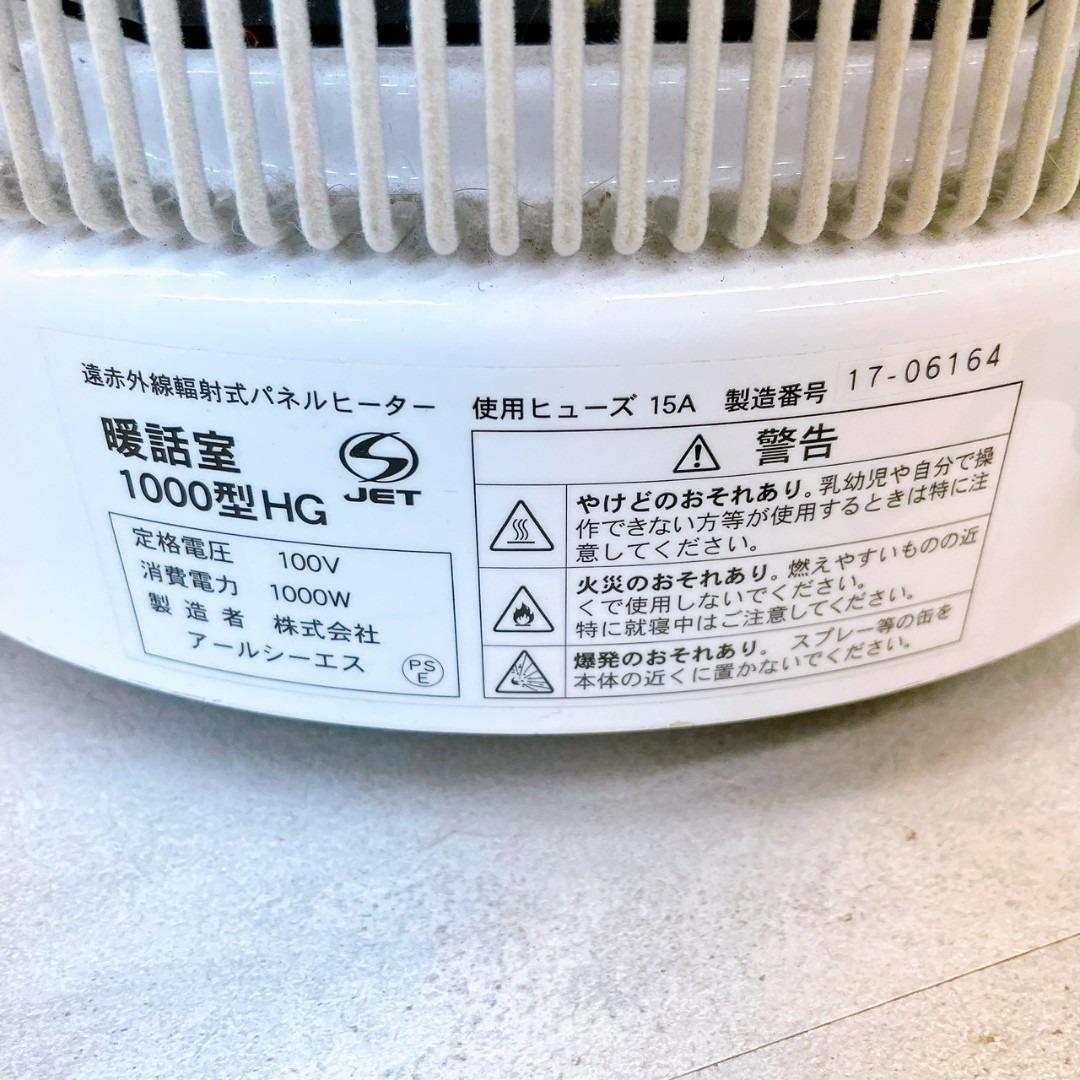 遠赤外線輻射式パネルヒーター
暖話室
1000型HG
JET
定格電圧 100V
消費電力 1000W
製造者 株式会社
アールシーエス
PS
E
使用ヒューズ 15A 製造番号 17-06164
警告
やけどのおそれあり。乳幼児や自分で操
作できない方等が使用するときは特に注
意してください。
火災のおそれあり。燃えやすいものの近
くで使用しないでください。
特に就寝中はご注意してください。
爆発のおそれあり。 スプレー等の缶を
本体の近くに置かないでください。